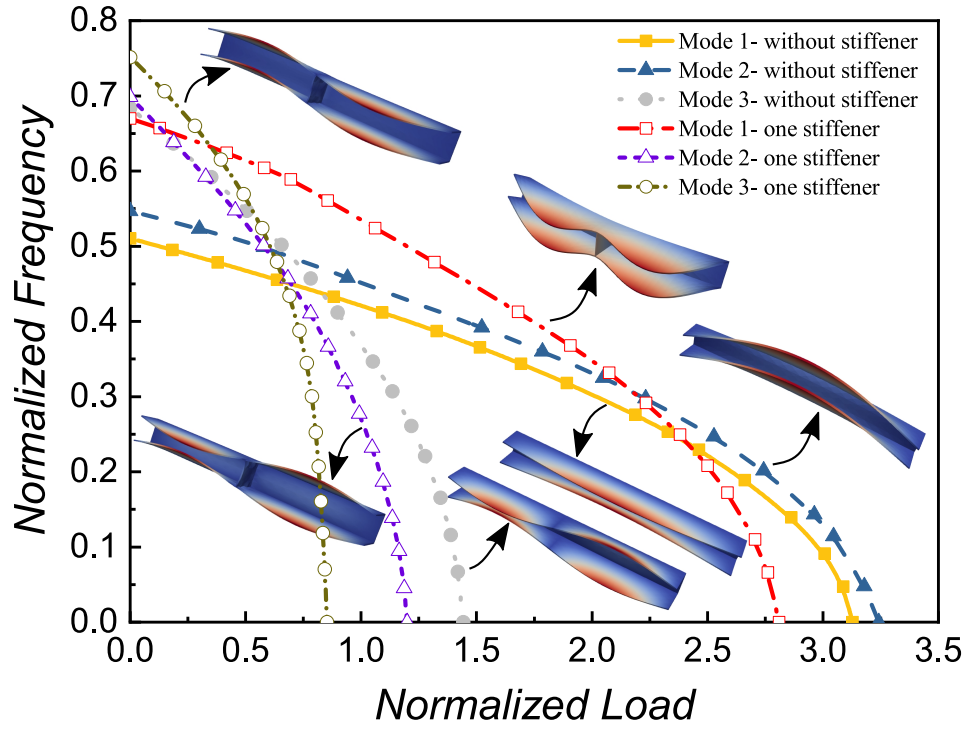 Normalized Frequency
0.8
0.7
0.6
0.5
0.4
0.3
0.2
0.1
0.0
Mode 1- without stiffener
Mode 2- without stiffener
Mode 3- without stiffener
Mode 1- one stiffener
Mode 2- one stiffener
Mode 3- one stiffener
0.0 0.5 1.0 1.5 2.0 2.5 3.0 3.5
Normalized Load